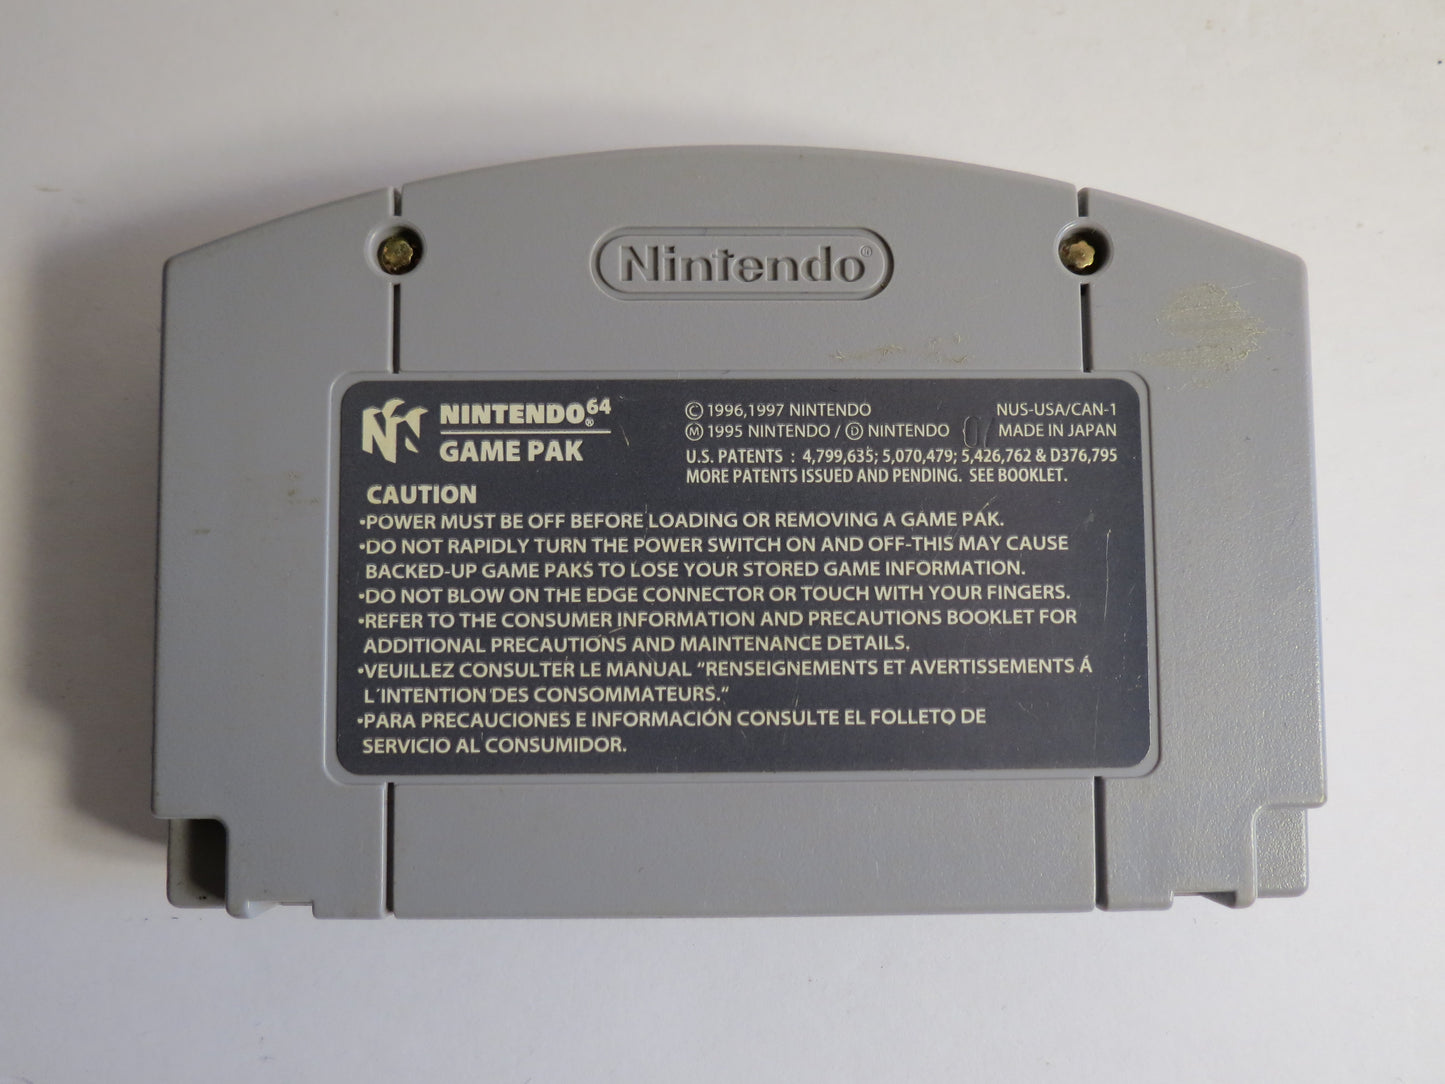 Nintendo®
NINTENDO64®
GAME PAK
© 1996,1997 NINTENDO
Ⓜ 1995 NINTENDO / Ⓓ NINTENDO
NUS-USA/CAN-1
07 MADE IN JAPAN
U.S. PATENTS : 4,799,635; 5,070,479; 5,426,762 & D376,795
MORE PATENTS ISSUED AND PENDING. SEE BOOKLET.
CAUTION
•POWER MUST BE OFF BEFORE LOADING OR REMOVING A GAME PAK.
•DO NOT RAPIDLY TURN THE POWER SWITCH ON AND OFF-THIS MAY CAUSE
BACKED-UP GAME PAKS TO LOSE YOUR STORED GAME INFORMATION.
•DO NOT BLOW ON THE EDGE CONNECTOR OR TOUCH WITH YOUR FINGERS.
•REFER TO THE CONSUMER INFORMATION AND PRECAUTIONS BOOKLET FOR
ADDITIONAL PRECAUTIONS AND MAINTENANCE DETAILS.
•VEUILLEZ CONSULTER LE MANUAL "RENSEIGNEMENTS ET AVERTISSEMENTS Á
L'INTENTION DES CONSOMMATEURS."
•PARA PRECAUCIONES E INFORMACIÓN CONSULTE EL FOLLETO DE
SERVICIO AL CONSUMIDOR.